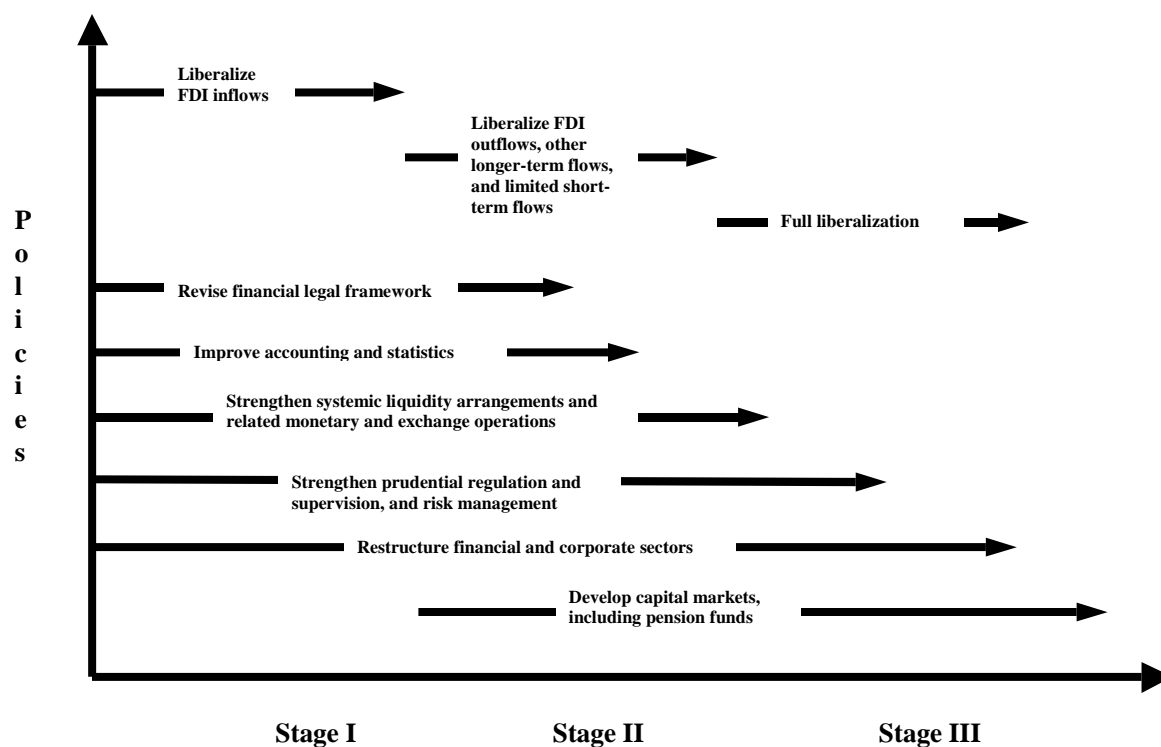 Liberalize
FDI inflows
Liberalize FDI
outflows, other
longer-term flows,
and limited short-
term flows
Full liberalization
Policies
Revise financial legal framework
Improve accounting and statistics
Strengthen systemic liquidity arrangements and
related monetary and exchange operations
Strengthen prudential regulation and
supervision, and risk management
Restructure financial and corporate sectors
Develop capital markets,
including pension funds
Stage I
Stage II
Stage III